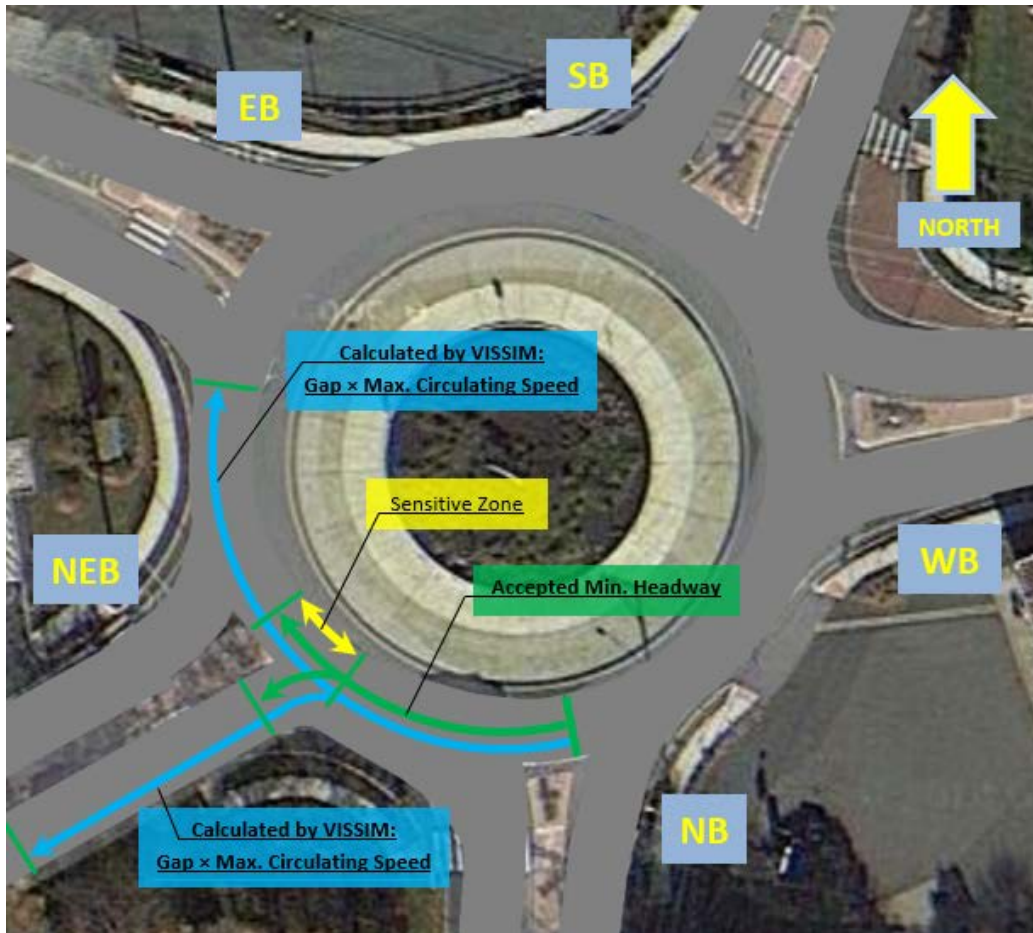 SB
EB
NORTH
Calculated by VISSIM:
Gap × Max. Circulating Speed
Sensitive Zone
NEB
WB
Accepted Min. Headway
NB
Calculated by VISSIM:
Gap × Max. Circulating Speed